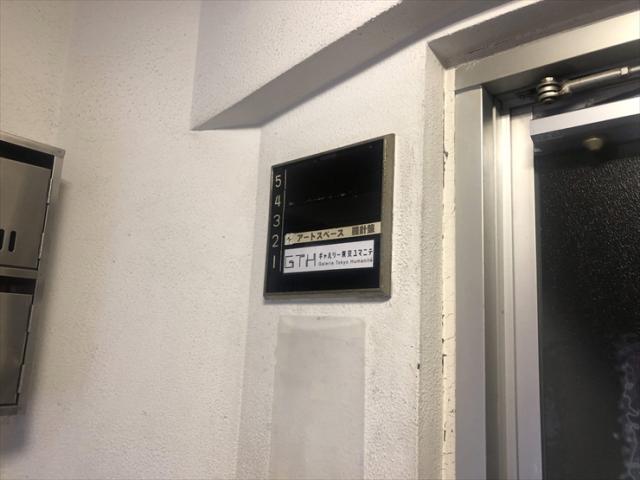 5
4
3
2 アートスペース 羅針盤
1 GTH ギャルリー東京ユマニテ
Galerie Tokyo Humanité